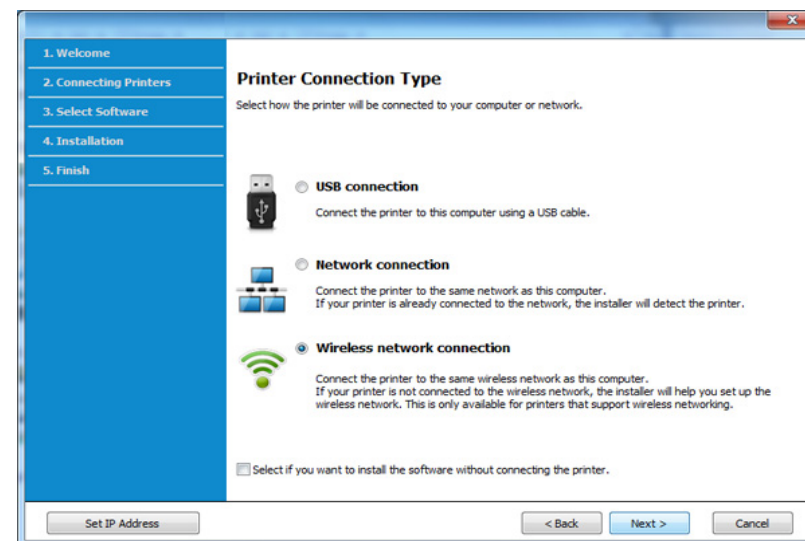 1. Welcome
2. Connecting Printers
3. Select Software
4. Installation
5. Finish
Printer Connection Type
Select how the printer will be connected to your computer or network.
USB connection
Connect the printer to this computer using a USB cable.
Network connection
Connect the printer to the same network as this computer.
If your printer is already connected to the network, the installer will detect the printer.
Wireless network connection
Connect the printer to the same wireless network as this computer.
If your printer is not connected to the wireless network, the installer will help you set up the
wireless network. This is only available for printers that support wireless networking.
Select if you want to install the software without connecting the printer.
Set IP Address
< Back
Next >
Cancel